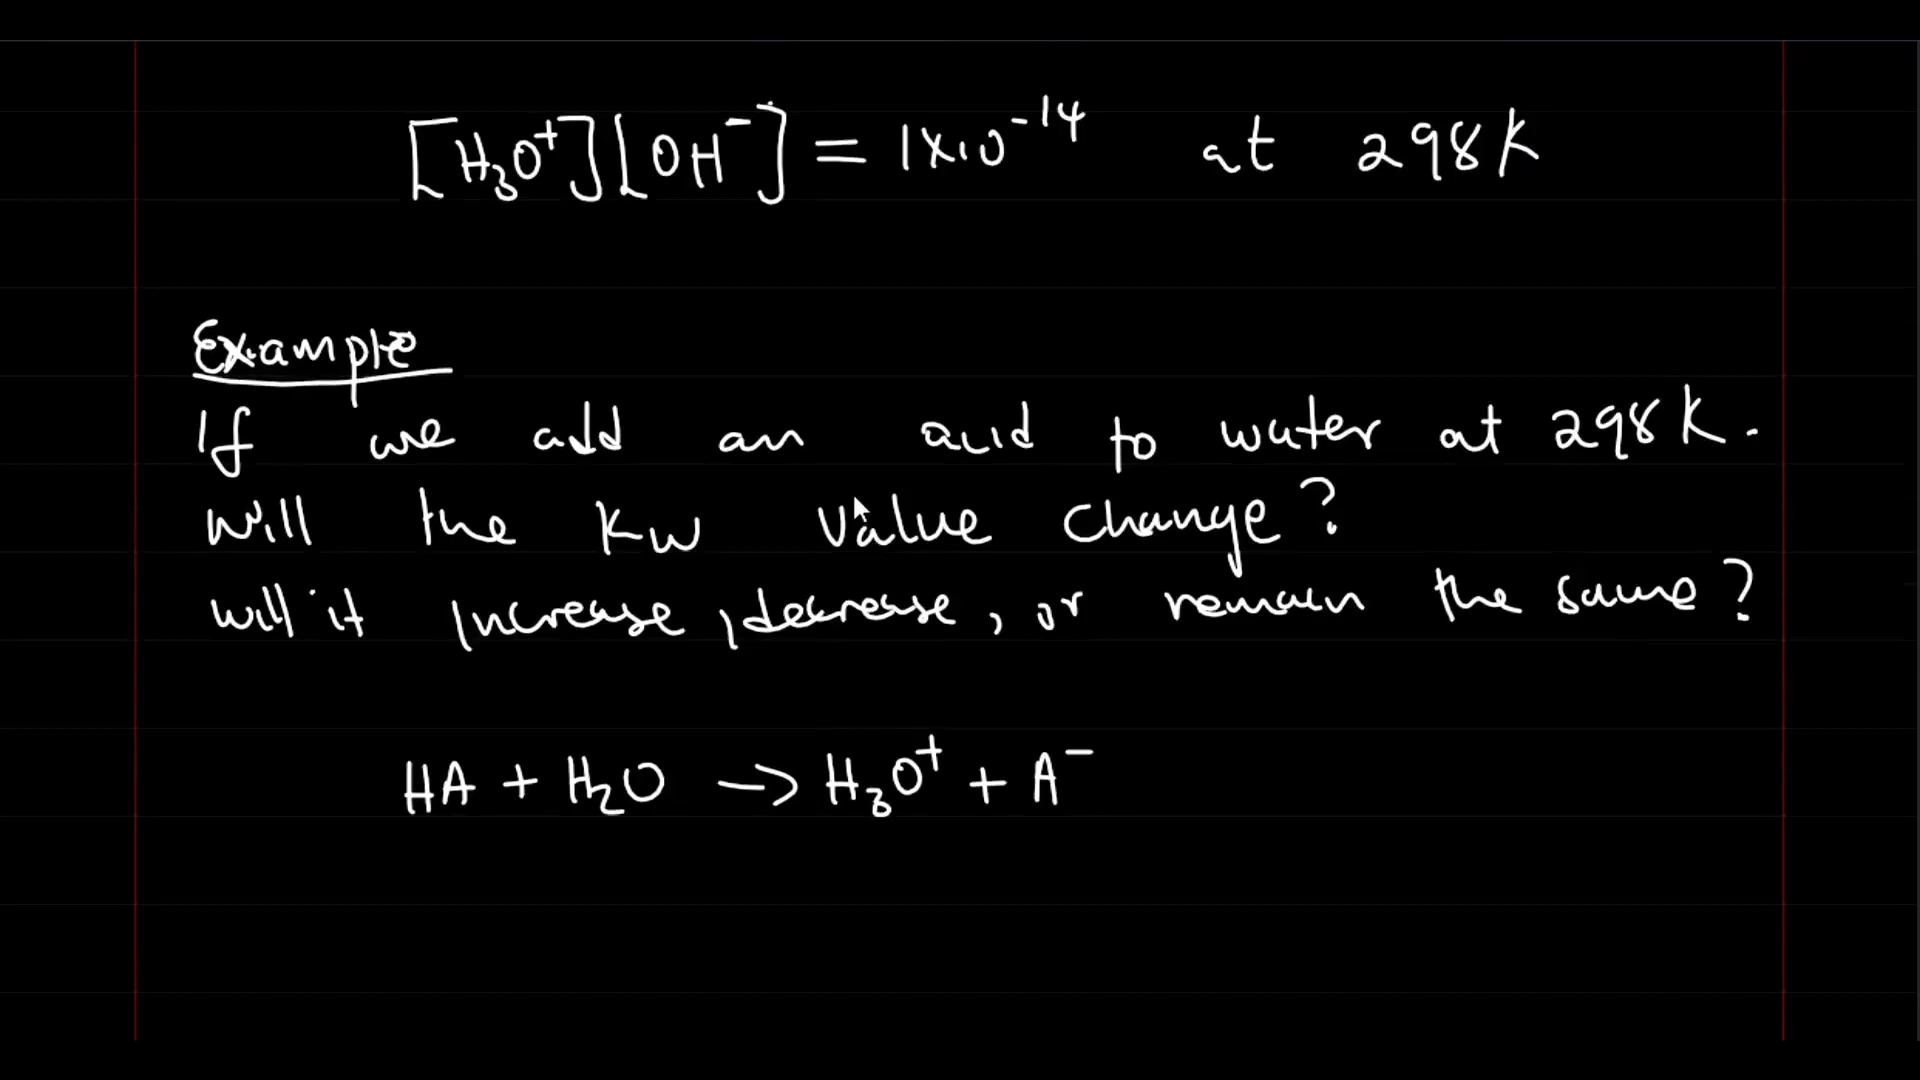 [H₃O⁺][OH⁻] = 1x10⁻¹⁴ at 298K
Example
If we add an acid to water at 298K.
Will the Kw value change?
will it increase, decrease, or remain the same?
HA + H₂O → H₃O⁺ + A⁻